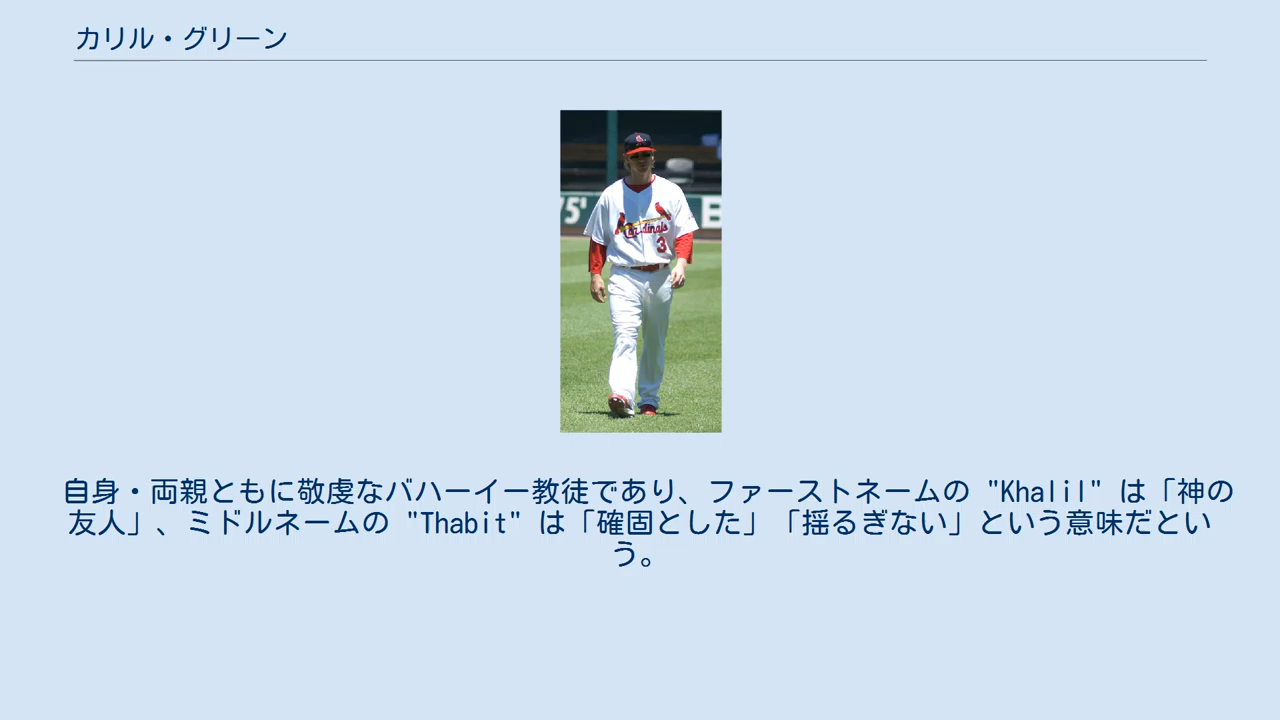 カリル・グリーン
75'
B
Cardinals
3
自身・両親ともに敬虔なバハーイー教徒であり、ファーストネームの "Khalil" は「神の
友人」、ミドルネームの "Thabit" は「確固とした」「揺るぎない」という意味だとい
う。